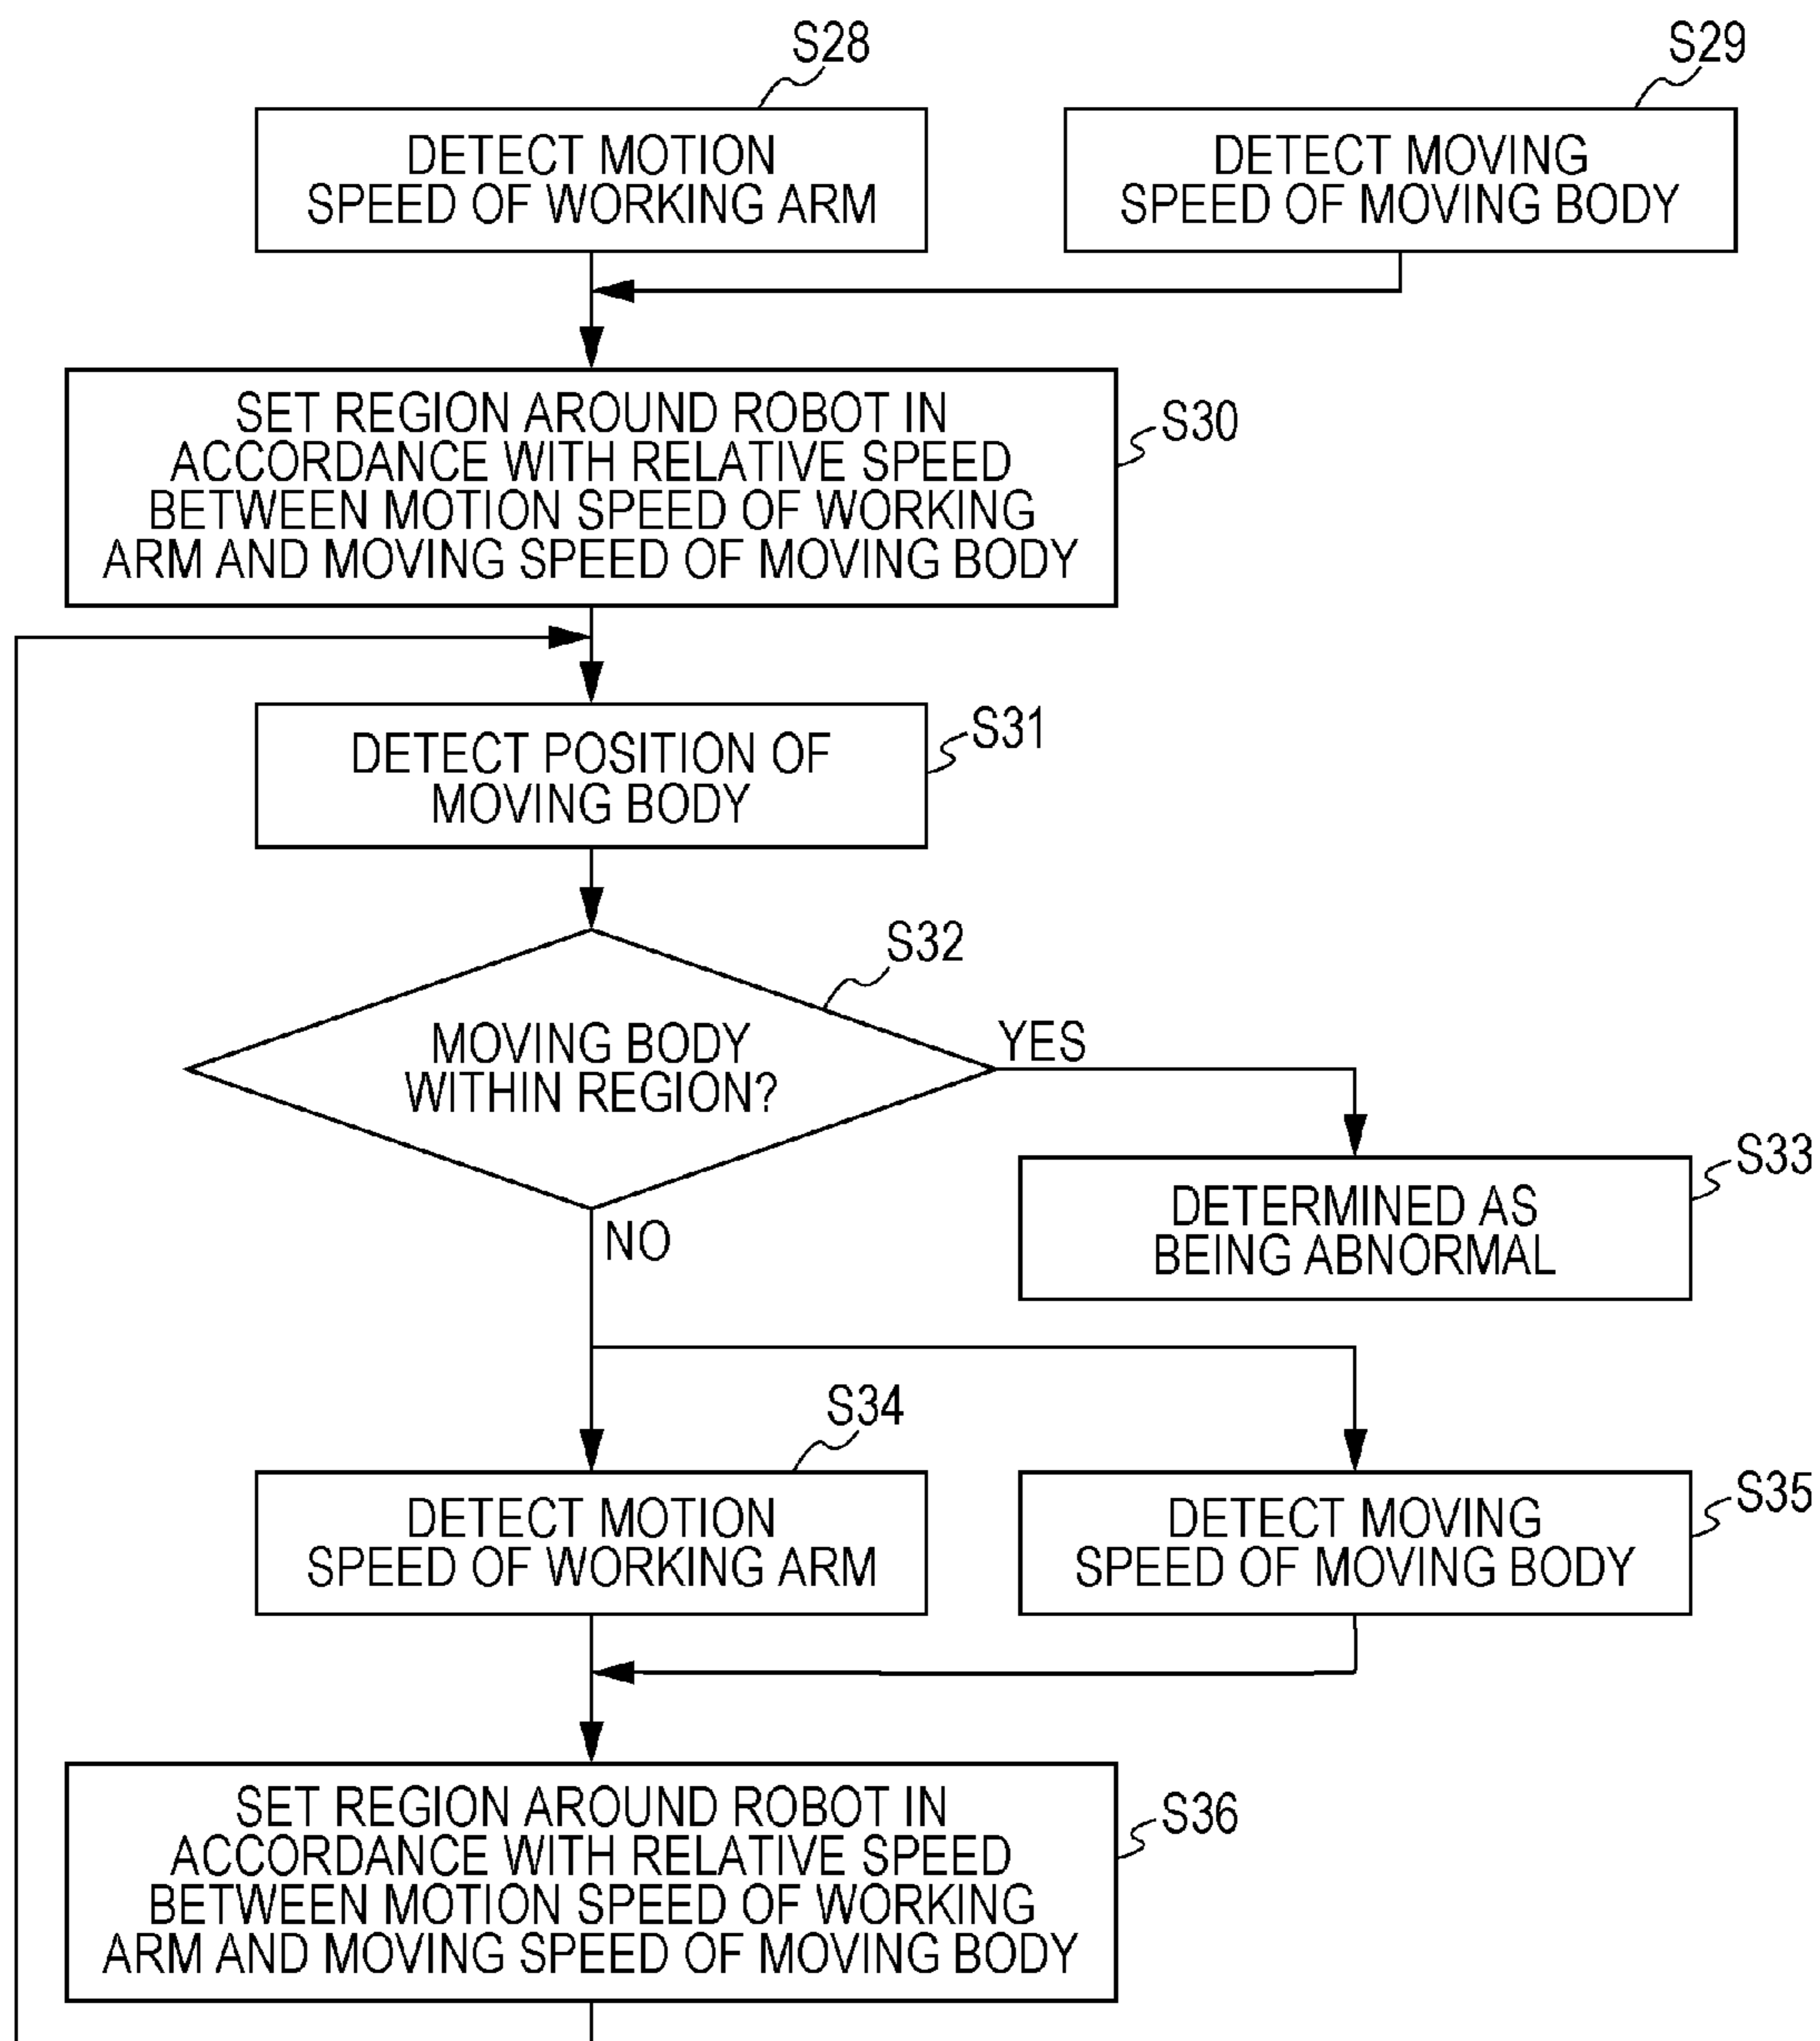 S28
DETECT MOTION
SPEED OF WORKING ARM
S29
DETECT MOVING
SPEED OF MOVING BODY
S30
SET REGION AROUND ROBOT IN
ACCORDANCE WITH RELATIVE SPEED
BETWEEN MOTION SPEED OF WORKING
ARM AND MOVING SPEED OF MOVING BODY
S31
DETECT POSITION OF
MOVING BODY
S32
MOVING BODY
WITHIN REGION?
YES
NO
S33
DETERMINED AS
BEING ABNORMAL
S34
DETECT MOTION
SPEED OF WORKING ARM
S35
DETECT MOVING
SPEED OF MOVING BODY
S36
SET REGION AROUND ROBOT IN
ACCORDANCE WITH RELATIVE SPEED
BETWEEN MOTION SPEED OF WORKING
ARM AND MOVING SPEED OF MOVING BODY